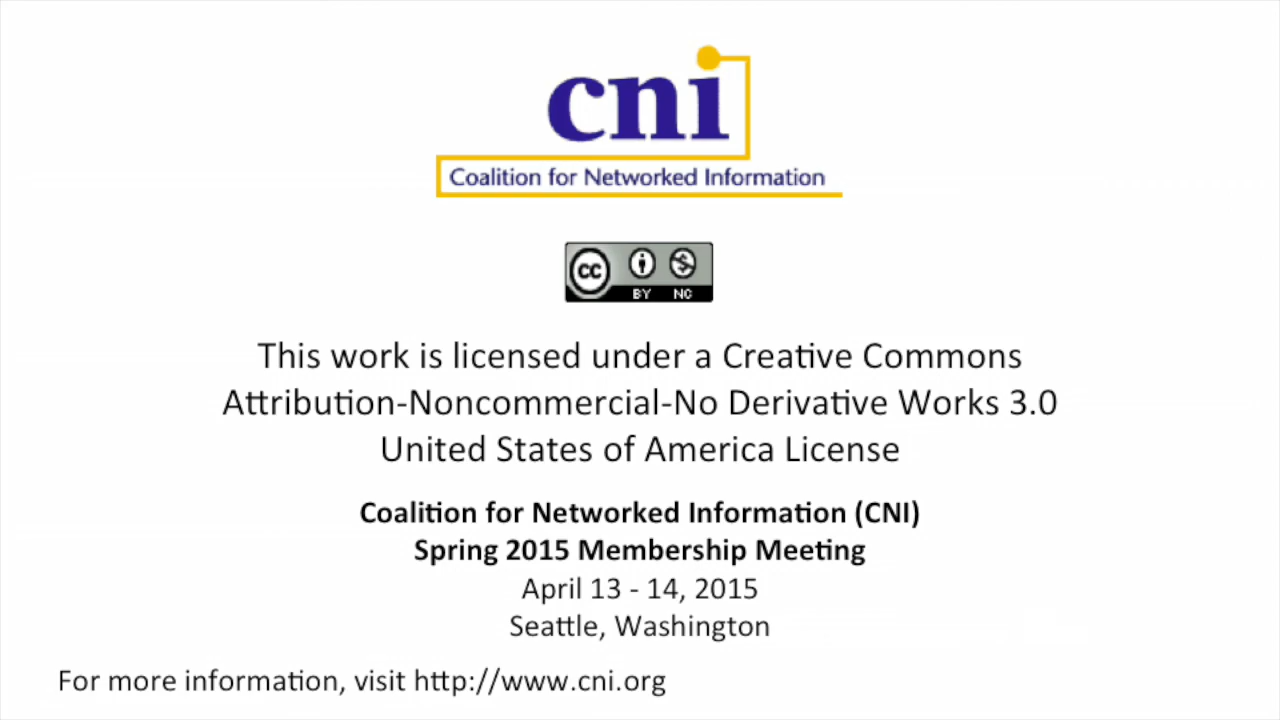 cni
Coalition for Networked Information
cc
BY NC
This work is licensed under a Creative Commons
Attribution-Noncommercial-No Derivative Works 3.0
United States of America License
Coalition for Networked Information (CNI)
Spring 2015 Membership Meeting
April 13 - 14, 2015
Seattle, Washington
For more information, visit http://www.cni.org